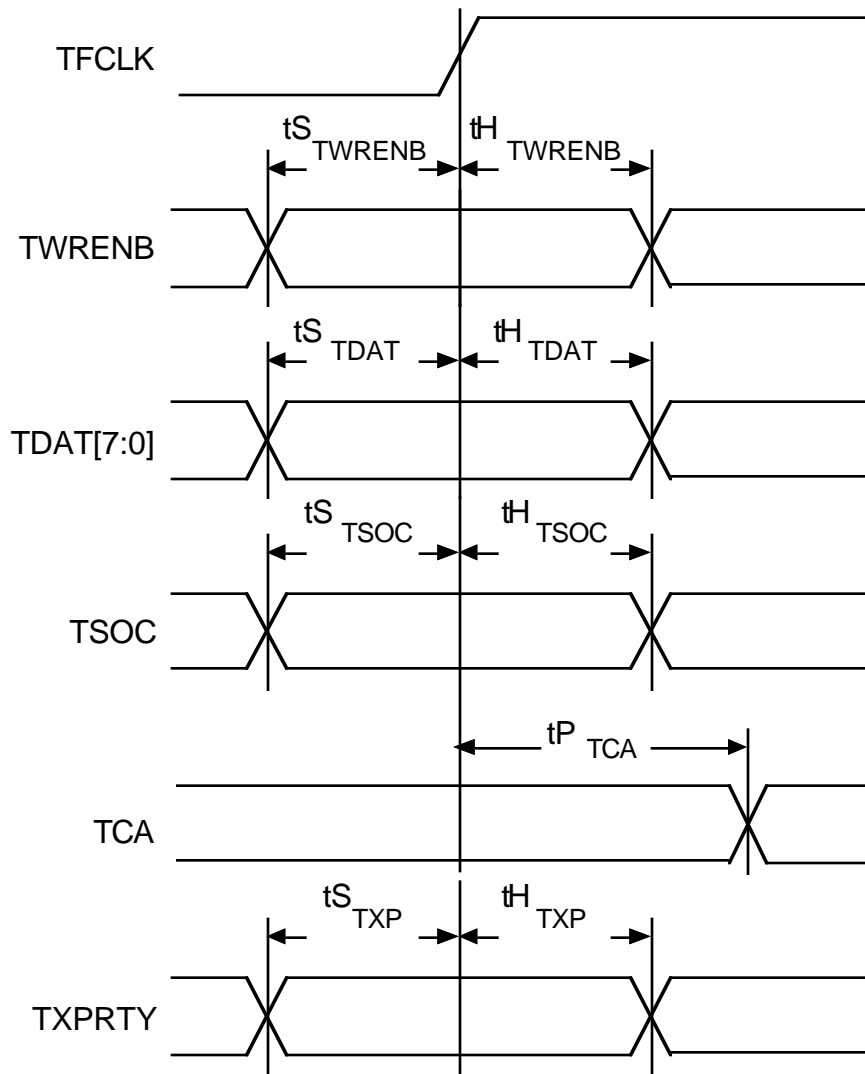 TFCLK
tS TWRENB
tH TWRENB
TWRENB
tS TDAT
tH TDAT
TDAT[7:0]
tS TSOC
tH TSOC
TSOC
tP TCA
TCA
tS TXP
tH TXP
TXPRTY